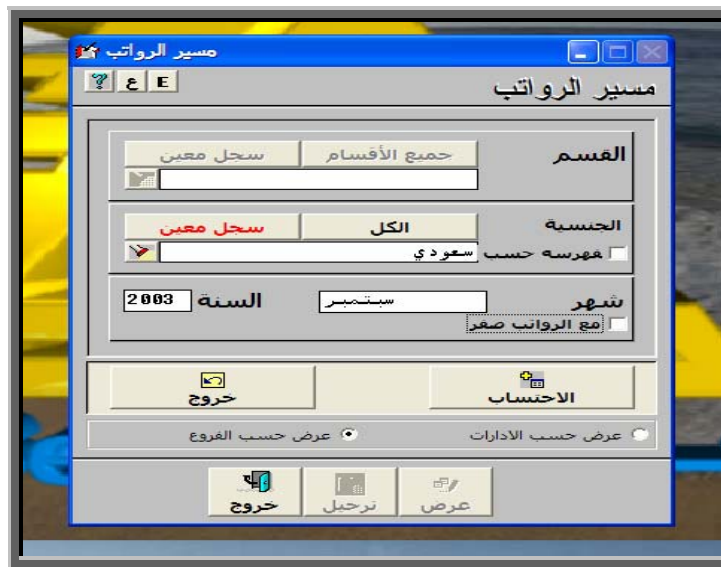 مسير الرواتب
E ع ?
مسير الرواتب
القسم جميع الأقسام سجل معين
الجنسية الكل سجل معين
فهرسه حسب سعودي
شهر سبتمبر السنة 2003
مع الرواتب صفر
الاحتساب خروج
عرض حسب الادارات عرض حسب الفروع
عرض ترحيل خروج